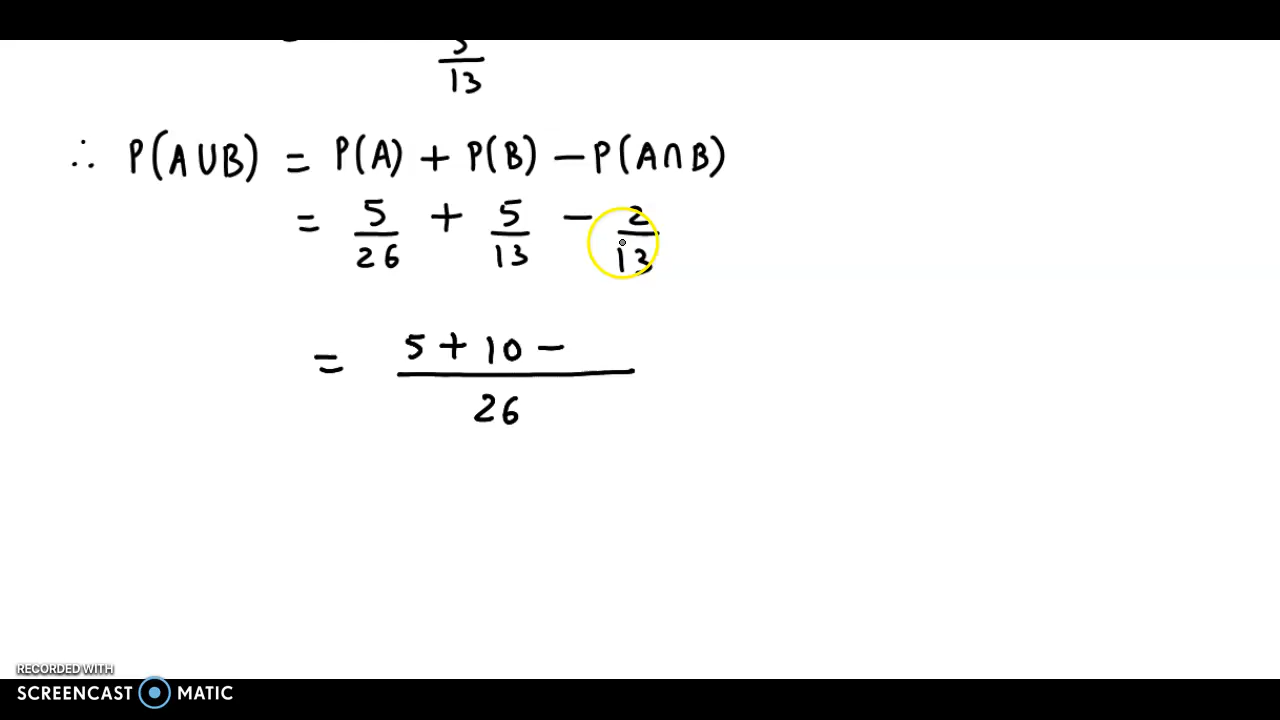 =
13
∴ P(A∪B) = P(A) + P(B) − P(A∩B)
= 5/26 + 5/13 − 2/13
= 5 + 10 −
26
RECORDED WITH
SCREENCAST MATIC